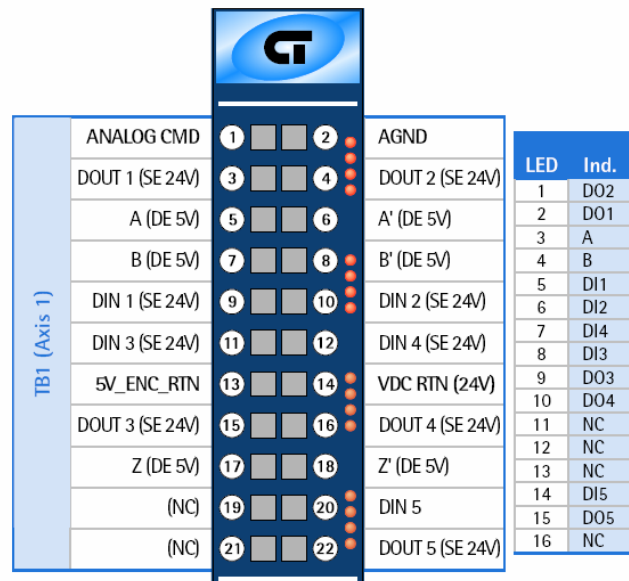 CT
ANALOG CMD 1 2 AGND
DOUT 1 (SE 24V) 3 4 DOUT 2 (SE 24V)
A (DE 5V) 5 6 A' (DE 5V)
B (DE 5V) 7 8 B' (DE 5V)
DIN 1 (SE 24V) 9 10 DIN 2 (SE 24V)
DIN 3 (SE 24V) 11 12 DIN 4 (SE 24V)
5V_ENC_RTN 13 14 VDC RTN (24V)
DOUT 3 (SE 24V) 15 16 DOUT 4 (SE 24V)
Z (DE 5V) 17 18 Z' (DE 5V)
(NC) 19 20 DIN 5
(NC) 21 22 DOUT 5 (SE 24V)
TB1 (Axis 1)
LED Ind.
1 DO2
2 DO1
3 A
4 B
5 DI1
6 DI2
7 DI4
8 DI3
9 DO3
10 DO4
11 NC
12 NC
13 NC
14 DI5
15 DO5
16 NC